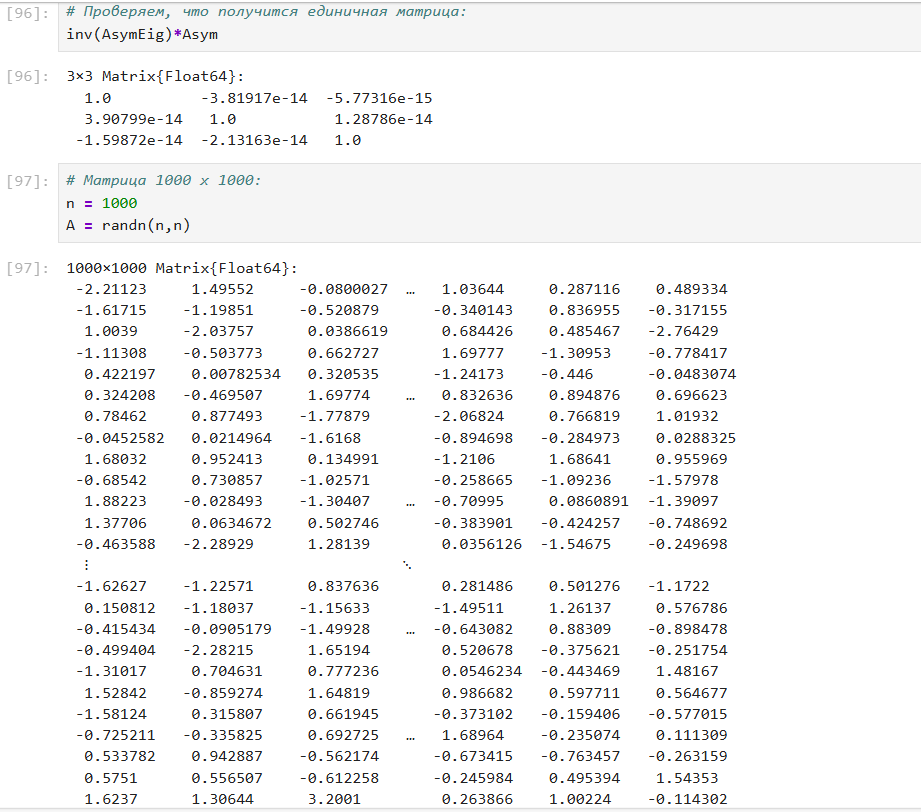 [96]: # Проверяем, что получится единичная матрица:
inv(AsymEig)*Asym
[96]: 3×3 Matrix{Float64}:
1.0 -3.81917e-14 -5.77316e-15
3.90799e-14 1.0 1.28786e-14
-1.59872e-14 -2.13163e-14 1.0
[97]: # Матрица 1000 х 1000:
n = 1000
A = randn(n,n)
[97]: 1000×1000 Matrix{Float64}:
-2.21123 1.49552 -0.0800027 … 1.03644 0.287116 0.489334
-1.61715 -1.19851 -0.520879 -0.340143 0.836955 -0.317155
1.0039 -2.03757 0.0386619 0.684426 0.485467 -2.76429
-1.11308 -0.503773 0.662727 1.69777 -1.30953 -0.778417
0.422197 0.00782534 0.320535 -1.24173 -0.446 -0.0483074
0.324208 -0.469507 1.69774 … 0.832636 0.894876 0.696623
0.78462 0.877493 -1.77879 -2.06824 0.766819 1.01932
-0.0452582 0.0214964 -1.6168 -0.894698 -0.284973 0.0288325
1.68032 0.952413 0.134991 -1.2106 1.68641 0.955969
-0.68542 0.730857 -1.02571 -0.258665 -1.09236 -1.57978
1.88223 -0.028493 -1.30407 … -0.70995 0.0860891 -1.39097
1.37706 0.0634672 0.502746 -0.383901 -0.424257 -0.748692
-0.463588 -2.28929 1.28139 0.0356126 -1.54675 -0.249698
⋮ ⋱
-1.62627 -1.22571 0.837636 0.281486 0.501276 -1.1722
0.150812 -1.18037 -1.15633 -1.49511 1.26137 0.576786
-0.415434 -0.0905179 -1.49928 … -0.643082 0.88309 -0.898478
-0.499404 -2.28215 1.65194 0.520678 -0.375621 -0.251754
-1.31017 0.704631 0.777236 0.0546234 -0.443469 1.48167
1.52842 -0.859274 1.64819 0.986682 0.597711 0.564677
-1.58124 0.315807 0.661945 -0.373102 -0.159406 -0.577015
-0.725211 -0.335825 0.692725 … 1.68964 -0.235074 0.111309
0.533782 0.942887 -0.562174 -0.673415 -0.763457 -0.263159
0.5751 0.556507 -0.612258 -0.245984 0.495394 1.54353
1.6237 1.30644 3.2001 0.263866 1.00224 -0.114302